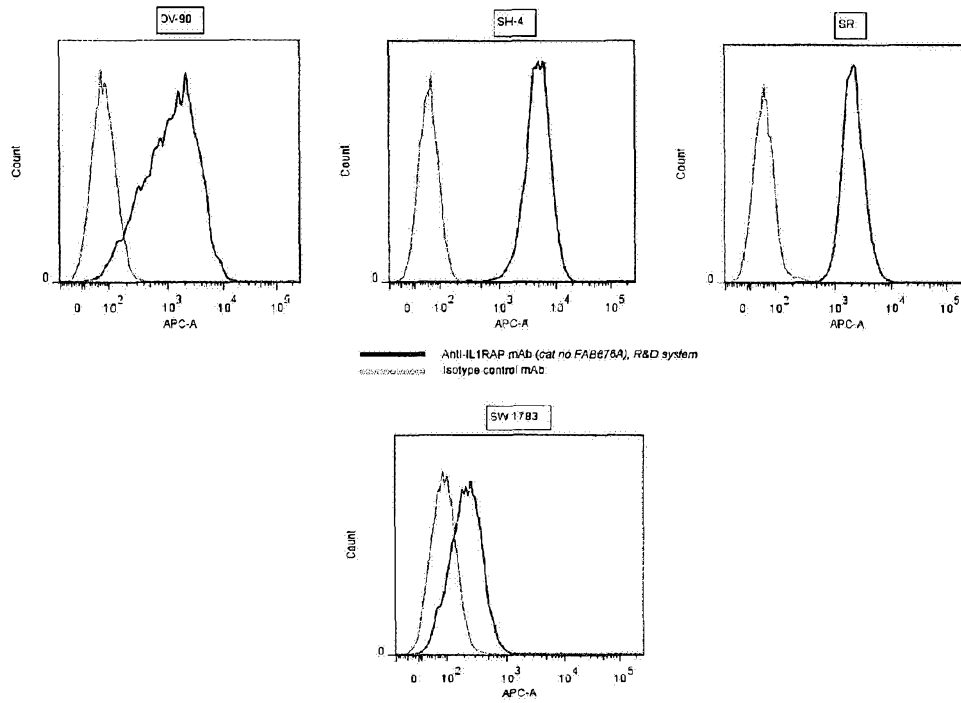 OV-90
SH-4
SR
Count
0
0 10² 10³ 10⁴ 10⁵
APC-A
Count
0
0 10² 10³ 10⁴ 10⁵
APC-A
Count
0
0 10² 10³ 10⁴ 10⁵
APC-A
Anti-IL1RAP mAb (cat no FAB676A), R&D system
Isotype control mAb
SW 1783
Count
0
0 10² 10³ 10⁴ 10⁵
APC-A